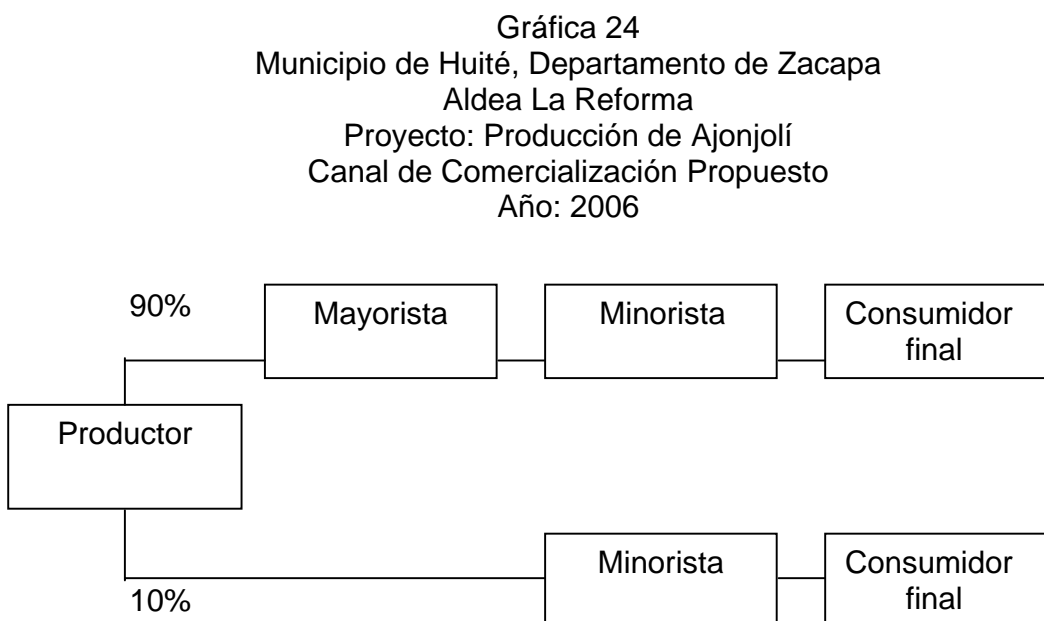 Gráfica 24
Municipio de Huité, Departamento de Zacapa
Aldea La Reforma
Proyecto: Producción de Ajonjolí
Canal de Comercialización Propuesto
Año: 2006
90%
Mayorista
Minorista
Consumidor
final
Productor
Minorista
Consumidor
final
10%